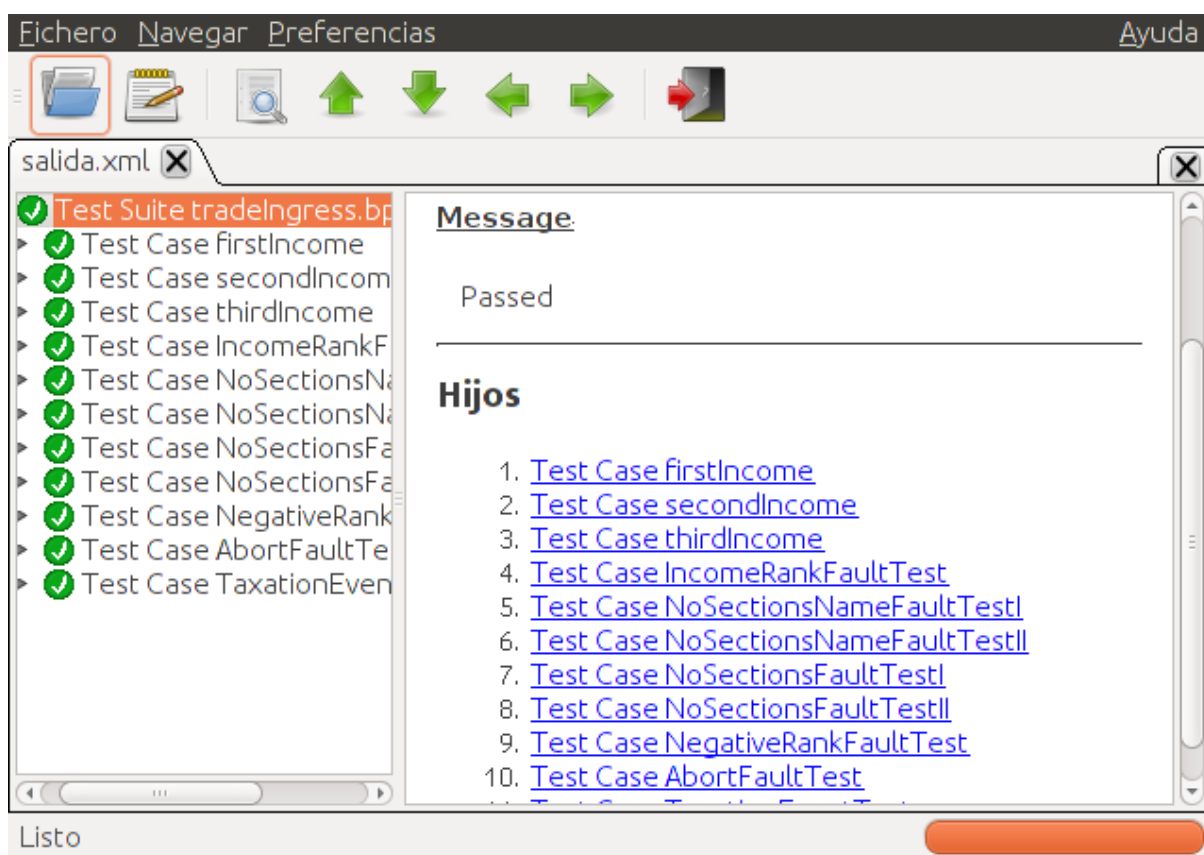 Fichero Navegar Preferencias Ayuda
salida.xml
Test Suite tradeIngress.bp
Test Case firstIncome
Test Case secondIncom
Test Case thirdIncome
Test Case IncomeRankF
Test Case NoSectionsNa
Test Case NoSectionsNa
Test Case NoSectionsFa
Test Case NoSectionsFa
Test Case NegativeRank
Test Case AbortFaultTe
Test Case TaxationEven
Message
Passed
Hijos
1. Test Case firstIncome
2. Test Case secondIncome
3. Test Case thirdIncome
4. Test Case IncomeRankFaultTest
5. Test Case NoSectionsNameFaultTestI
6. Test Case NoSectionsNameFaultTestII
7. Test Case NoSectionsFaultTestI
8. Test Case NoSectionsFaultTestII
9. Test Case NegativeRankFaultTest
10. Test Case AbortFaultTest
Listo